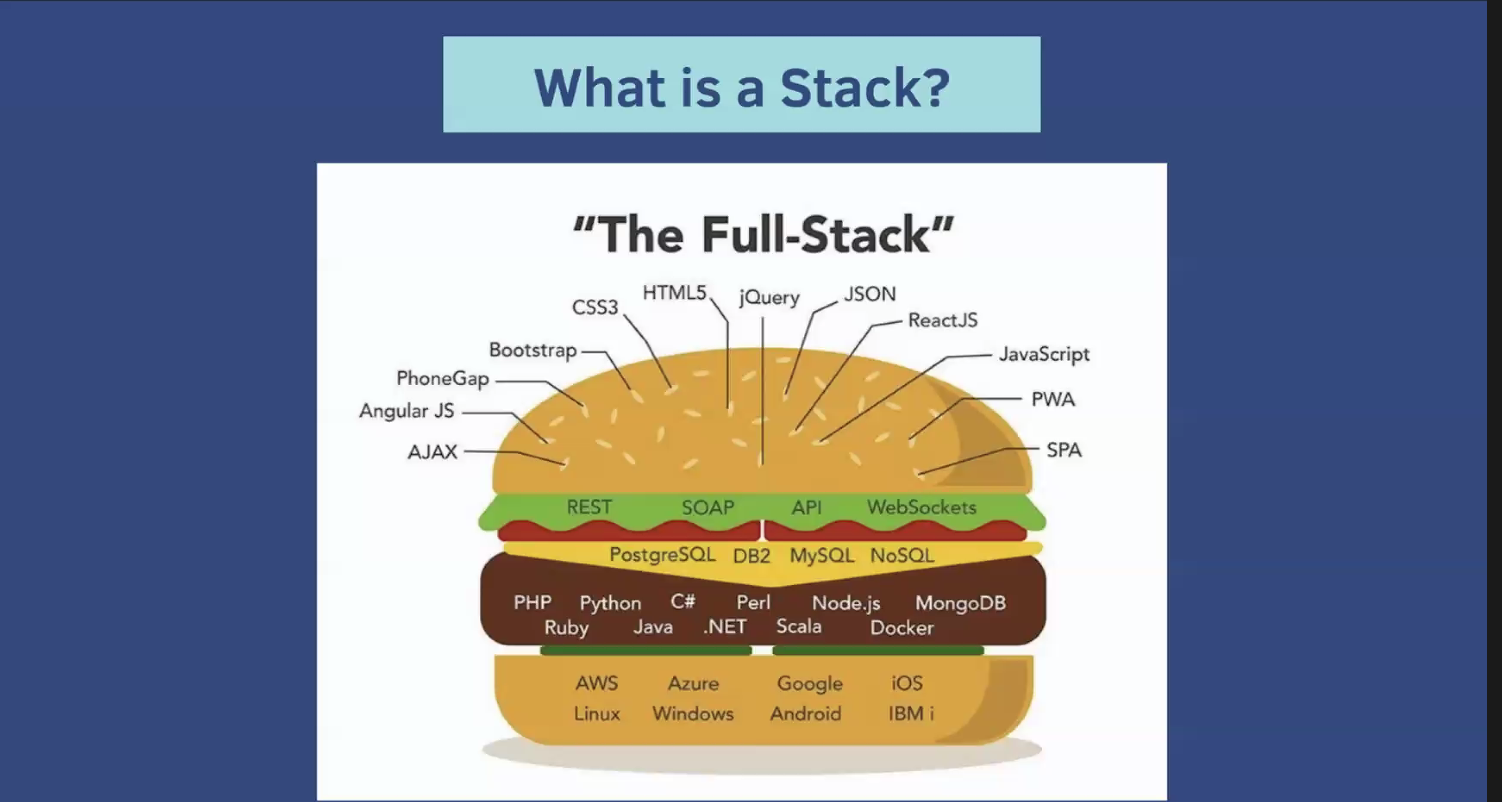 What is a Stack?
"The Full-Stack"
HTML5 jQuery JSON
CSS3 ReactJS
Bootstrap JavaScript
PhoneGap PWA
Angular JS
AJAX SPA
REST SOAP API WebSockets
PostgreSQL DB2 MySQL NoSQL
PHP Python C# Perl Node.js MongoDB
Ruby Java .NET Scala Docker
AWS Azure Google iOS
Linux Windows Android IBM i